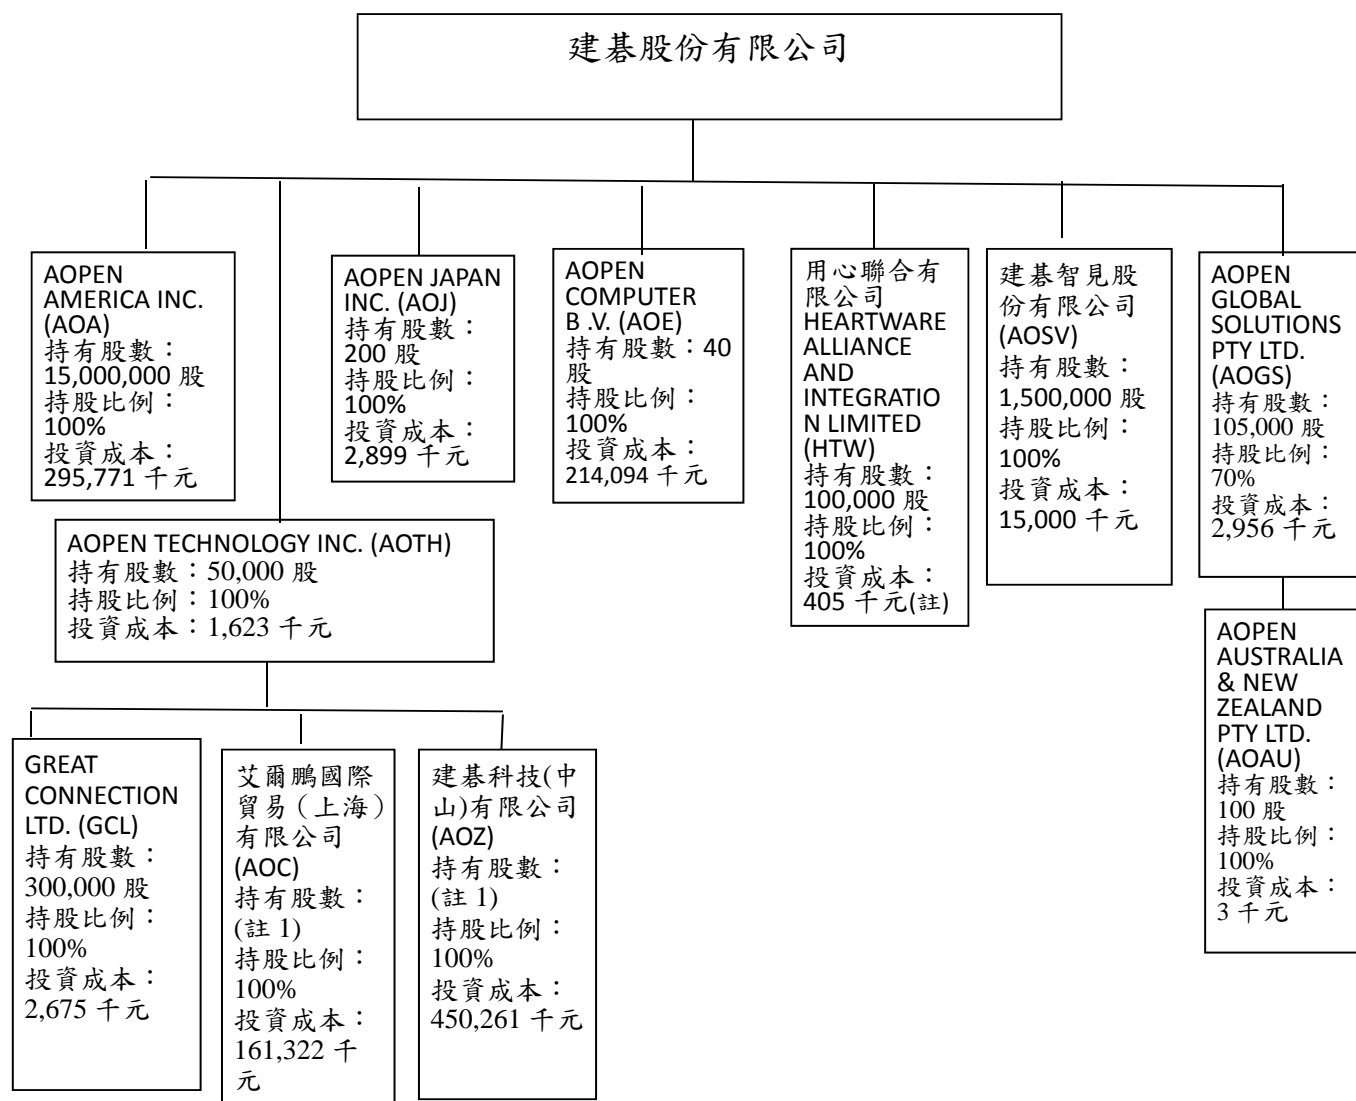 建碁股份有限公司
AOPEN
AMERICA INC.
(AOA)
持有股數：
15,000,000 股
持股比例：
100%
投資成本：
295,771 千元
AOPEN JAPAN
INC. (AOJ)
持有股數：
200 股
持股比例：
100%
投資成本：
2,899 千元
AOPEN
COMPUTER
B .V. (AOE)
持有股數：40
股
持股比例：
100%
投資成本：
214,094 千元
用心聯合有
限公司
HEARTWARE
ALLIANCE
AND
INTEGRATIO
N LIMITED
(HTW)
持有股數：
100,000 股
持股比例：
100%
投資成本：
405 千元(註)
建碁智見股
份有限公司
(AOSV)
持有股數：
1,500,000 股
持股比例：
100%
投資成本：
15,000 千元
AOPEN
GLOBAL
SOLUTIONS
PTY LTD.
(AOGS)
持有股數：
105,000 股
持股比例：
70%
投資成本：
2,956 千元
AOPEN TECHNOLOGY INC. (AOTH)
持有股數：50,000 股
持股比例：100%
投資成本：1,623 千元
AOPEN
AUSTRALIA
& NEW
ZEALAND
PTY LTD.
(AOAU)
持有股數：
100 股
持股比例：
100%
投資成本：
3 千元
GREAT
CONNECTION
LTD. (GCL)
持有股數：
300,000 股
持股比例：
100%
投資成本：
2,675 千元
艾爾鵬國際
貿易（上海）
有限公司
(AOC)
持有股數：
(註 1)
持股比例：
100%
投資成本：
161,322 千
元
建碁科技(中
山)有限公司
(AOZ)
持有股數：
(註 1)
持股比例：
100%
投資成本：
450,261 千元